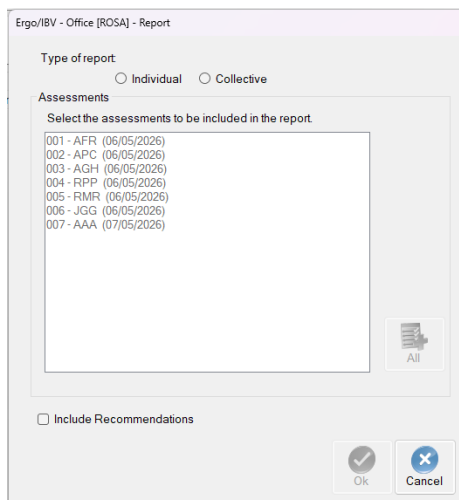 Ergo/IBV - Office [ROSA] - Report
Type of report:
Individual Collective
Assessments
Select the assessments to be included in the report.
001 - AFR (06/05/2026)
002 - APC (06/05/2026)
003 - AGH (06/05/2026)
004 - RPP (06/05/2026)
005 - RMR (06/05/2026)
006 - JGG (06/05/2026)
007 - AAA (07/05/2026)
All
Include Recommendations
Ok Cancel